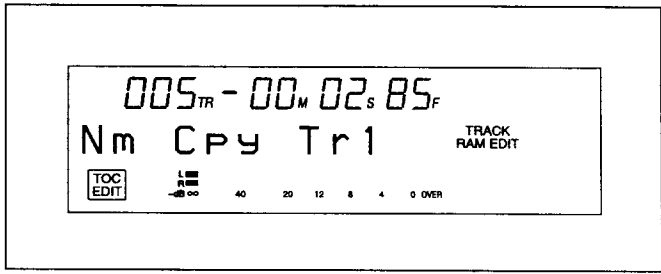 005TR-00M 02S 85F
Nm Cpy Tr1
TRACK
RAM EDIT
TOC
EDIT
L
R
-dB ∞ 40 20 12 8 4 0 OVER